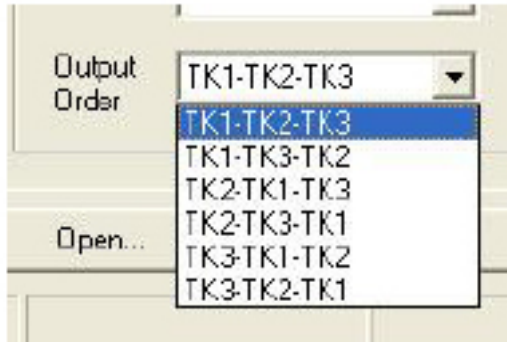 Output
Order
TK1-TK2-TK3
TK1-TK2-TK3
TK1-TK3-TK2
TK2-TK1-TK3
TK2-TK3-TK1
TK3-TK1-TK2
TK3-TK2-TK1
Open...